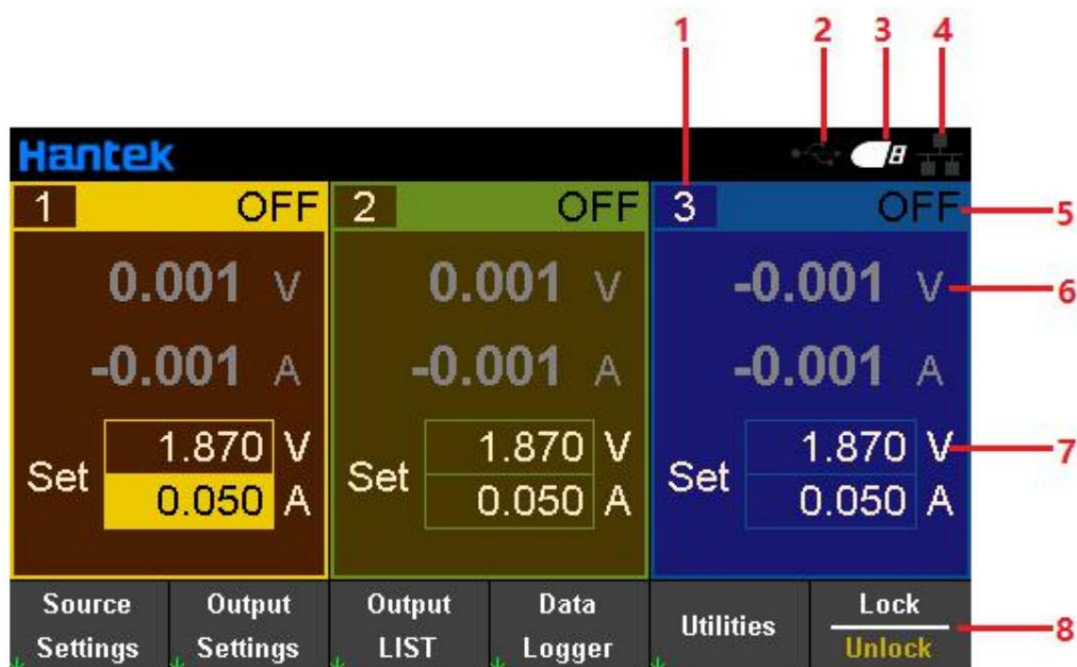 1 2 3 4
Hantek 8
1 OFF 2 OFF 3 OFF 5
0.001 V 0.001 V -0.001 V 6
-0.001 A -0.001 A -0.001 A
Set 1.870 V Set 1.870 V Set 1.870 V 7
0.050 A 0.050 A 0.050 A
Source Output Output Data Utilities Lock
Settings Settings LIST Logger Unlock 8